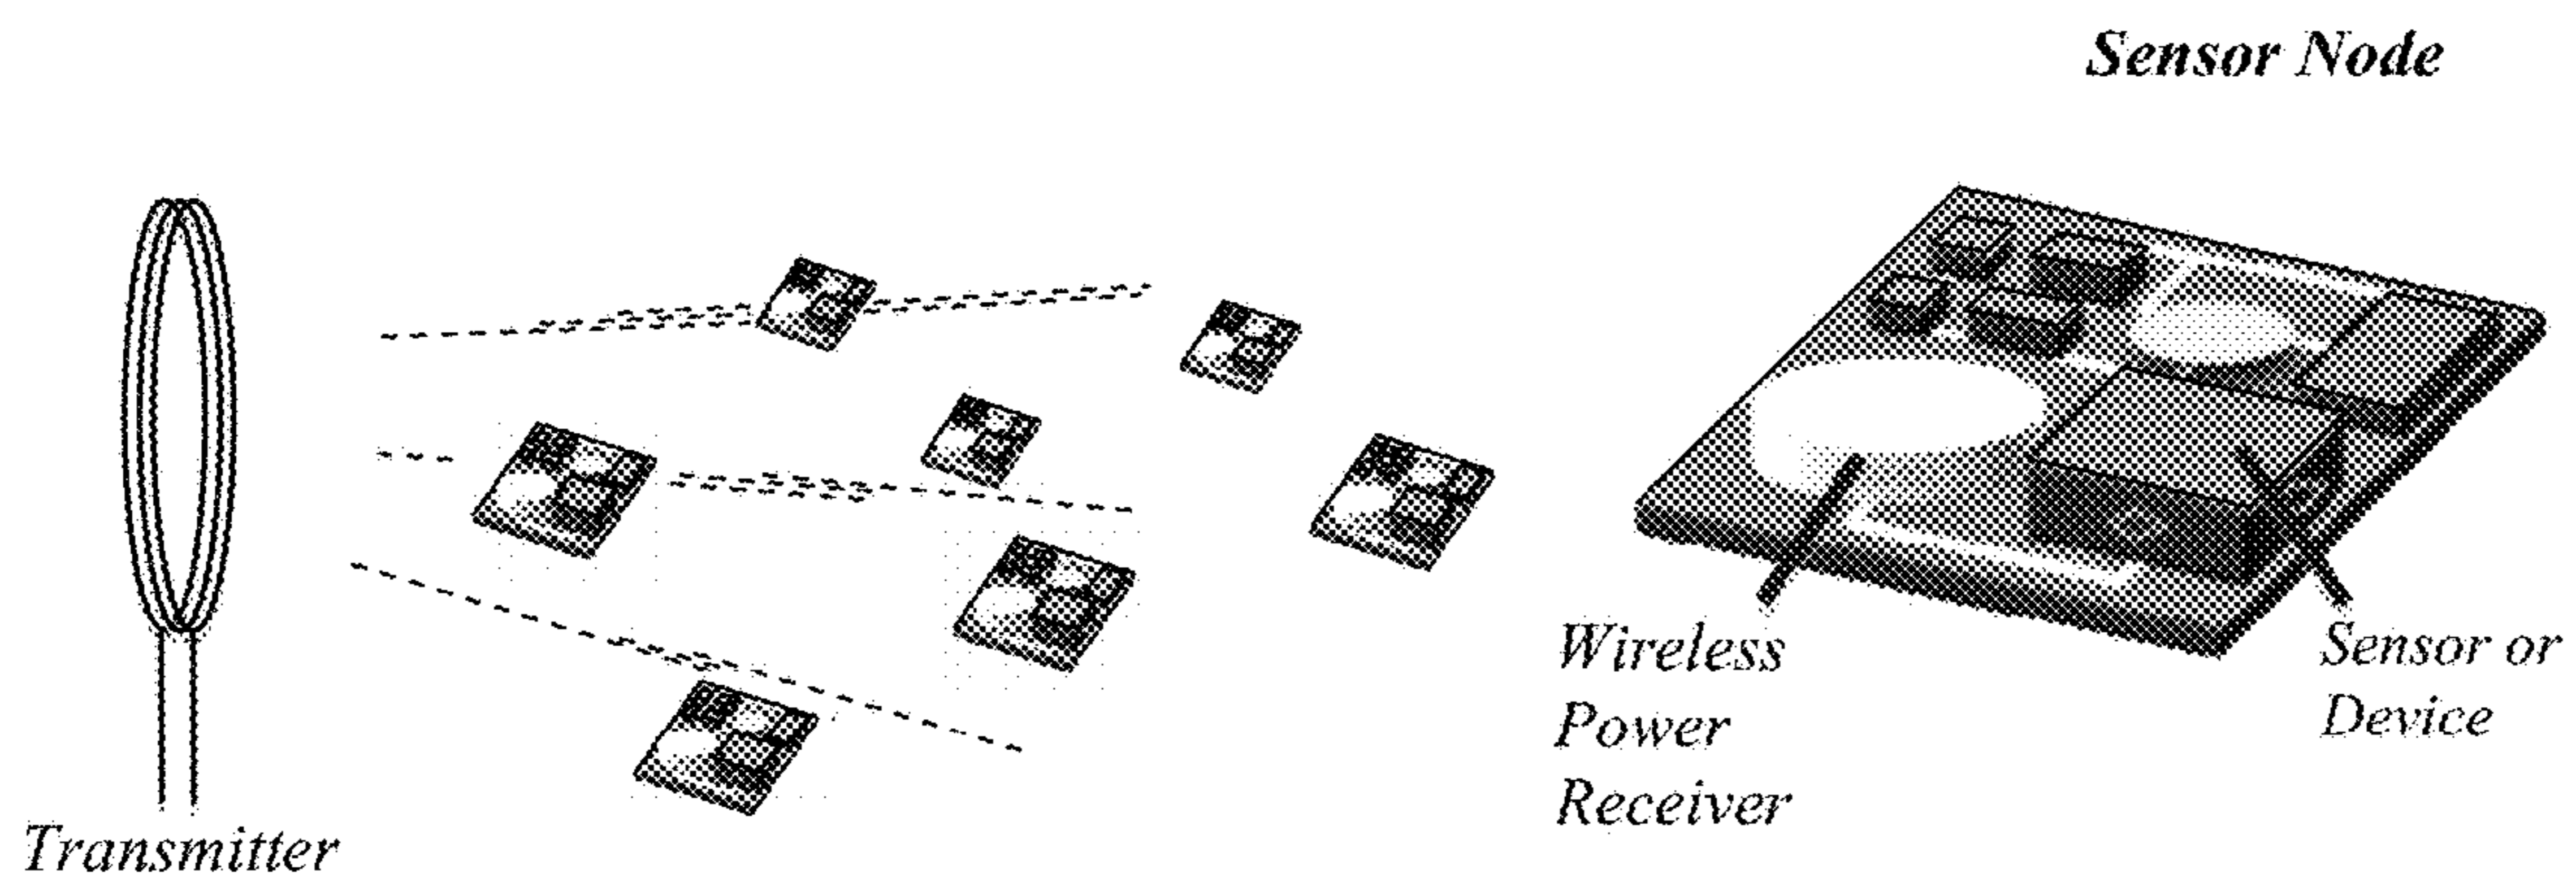 Sensor Node
Wireless
Power
Receiver
Sensor or
Device
Transmitter